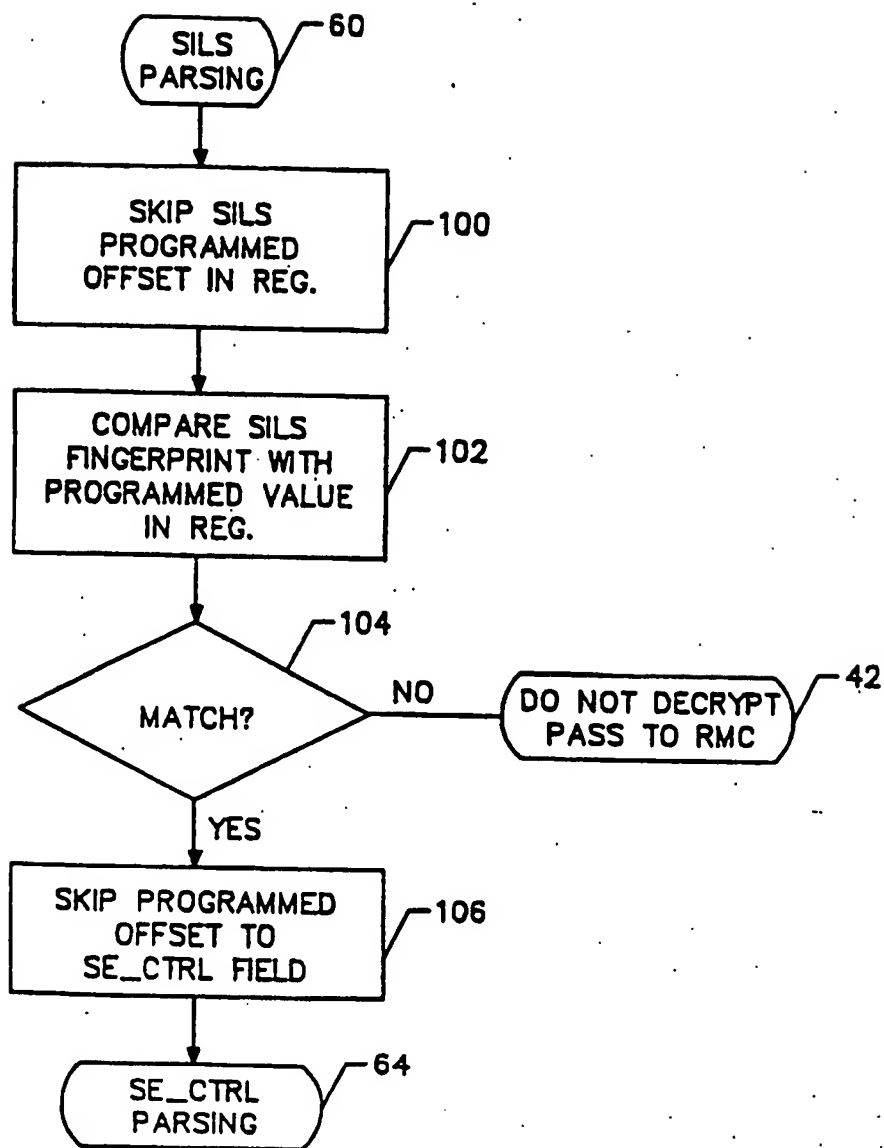 SILS
PARSING
60
SKIP SILS
PROGRAMMED
OFFSET IN REG.
100
COMPARE SILS
FINGERPRINT WITH
PROGRAMMED VALUE
IN REG.
102
104
MATCH?
NO
DO NOT DECRYPT
PASS TO RMC
42
YES
SKIP PROGRAMMED
OFFSET TO
SE_CTRL FIELD
106
SE_CTRL
PARSING
64